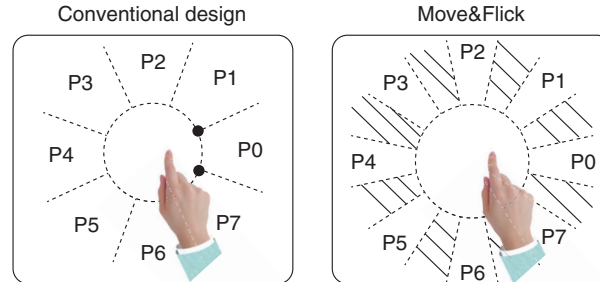 Conventional design
P2
P3
P1
P4
P0
P5
P7
P6
Move&Flick
P2
P3
P1
P4
P0
P5
P7
P6